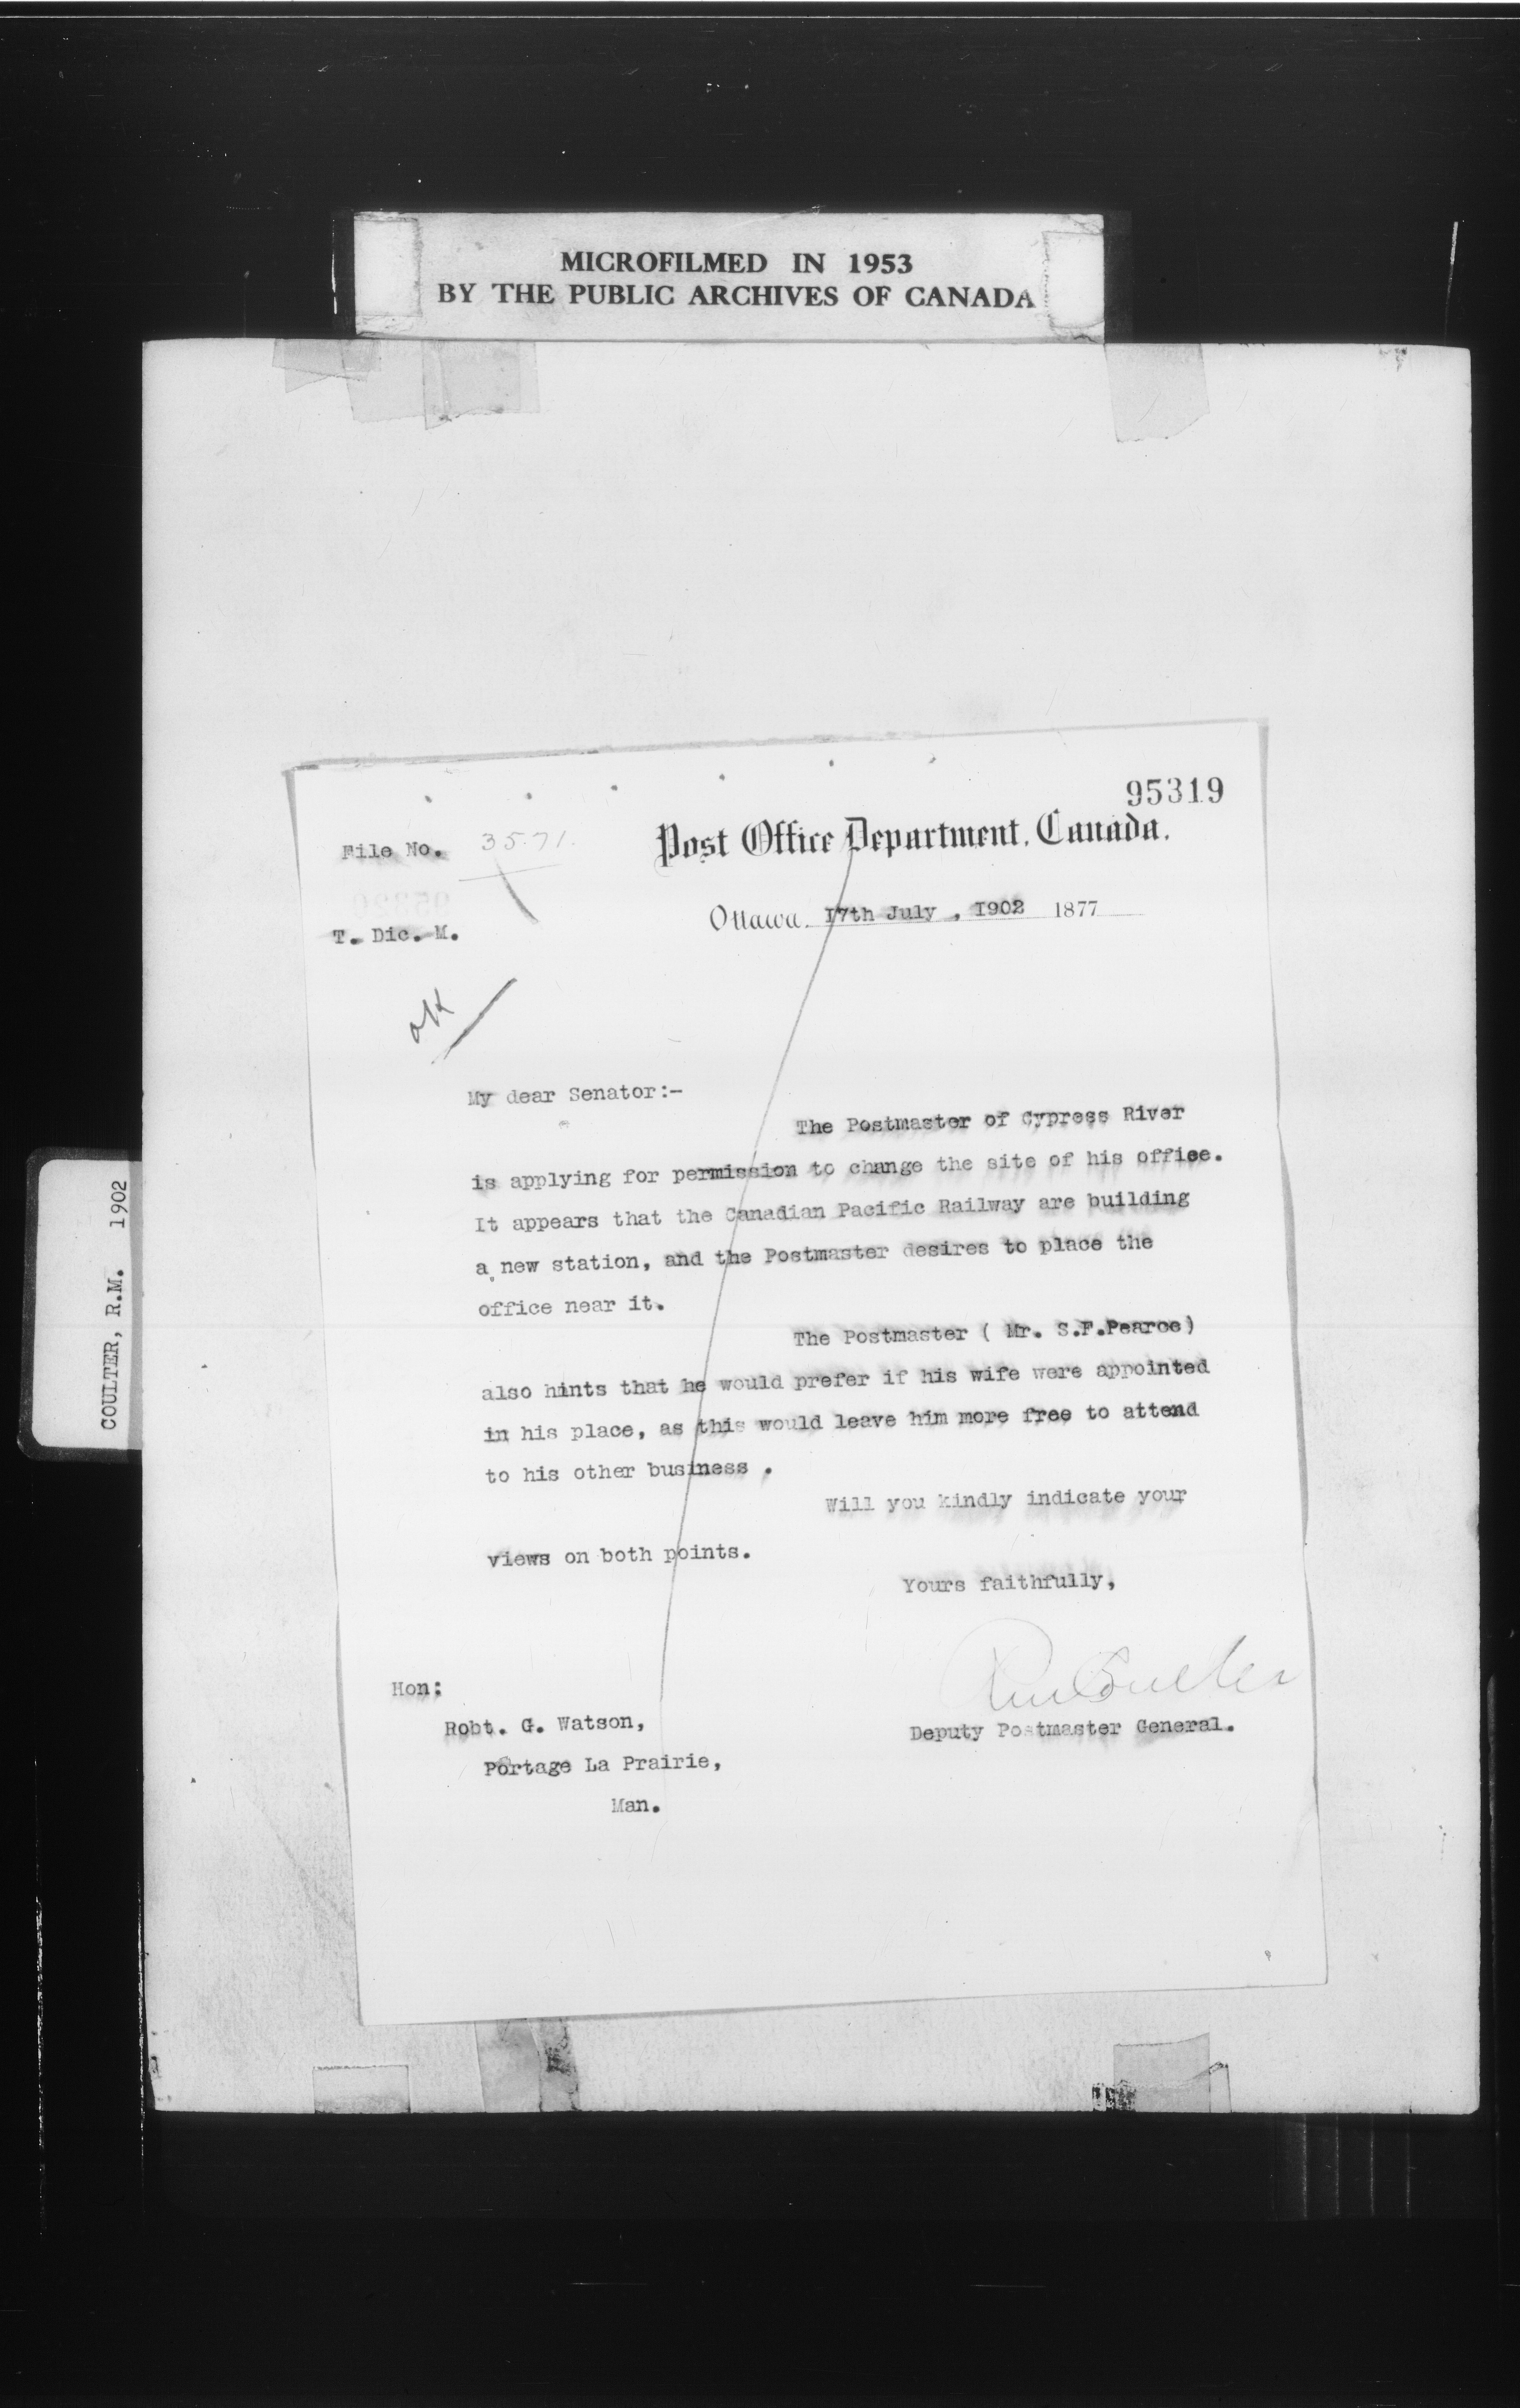 MICROFILMED IN 1953
BY THE PUBLIC ARCHIVES OF CANADA
COULTER, R.M. 1902
95319
File No. 3571.
Post Office Department, Canada.
T. Dic. M.
Ottawa, 17th July , 1902 1877
OK
My dear Senator:-
The Postmaster of Cypress River
is applying for permission to change the site of his office.
It appears that the Canadian Pacific Railway are building
a new station, and the Postmaster desires to place the
office near it.
The Postmaster ( Mr. S.F.Pearce)
also hints that he would prefer if his wife were appointed
in his place, as this would leave him more free to attend
to his other business .
Will you kindly indicate your
views on both points.
Yours faithfully,
RM Coulter
Deputy Postmaster General.
Hon:
Robt. G. Watson,
Portage La Prairie,
Man.